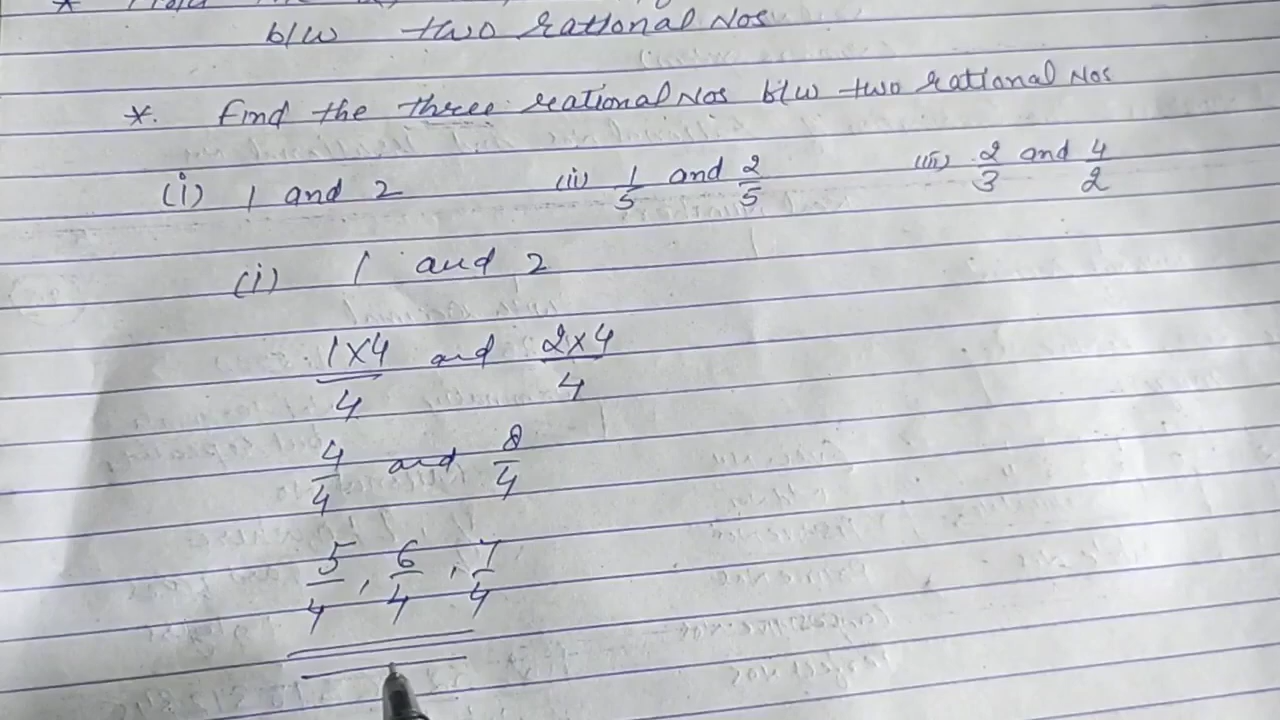 b/w two rational Nos
*. Find the three rational Nos b/w two rational Nos
(i) 1 and 2 (ii) 1/5 and 2/5 (iii) 2/3 and 4/2
(i) 1 and 2
1×4/4 and 2×4/4
4/4 and 8/4
5/4, 6/4, 7/4